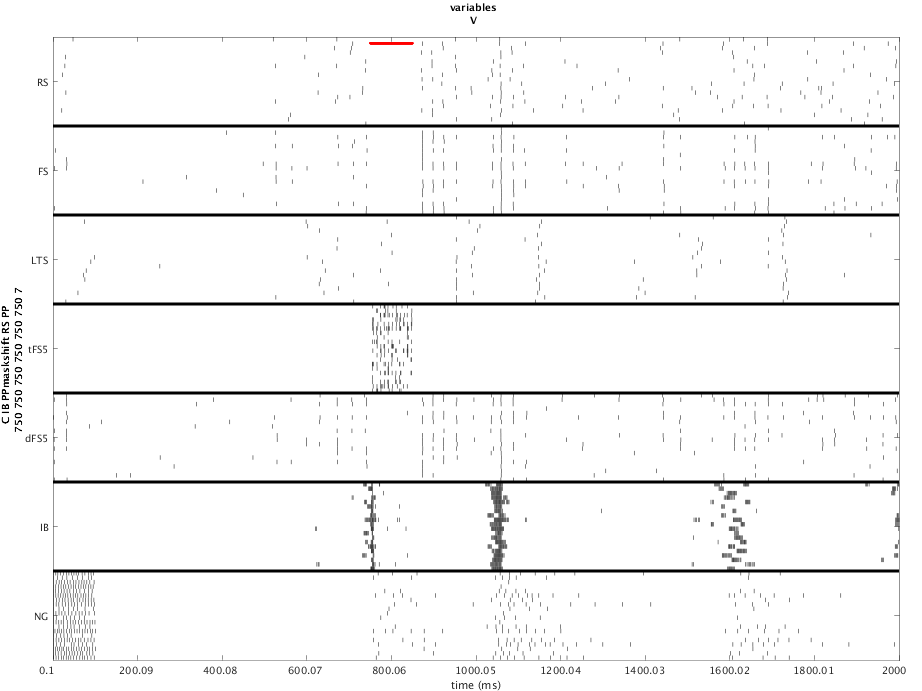 variables
V
C IB PPmaskshift RS PP
750 750 750 750 750 750 7
RS
FS
LTS
tFS5
dFS5
IB
NG
0.1 200.09 400.08 600.07 800.06 1000.05 1200.04 1400.03 1600.02 1800.01 2000
time (ms)